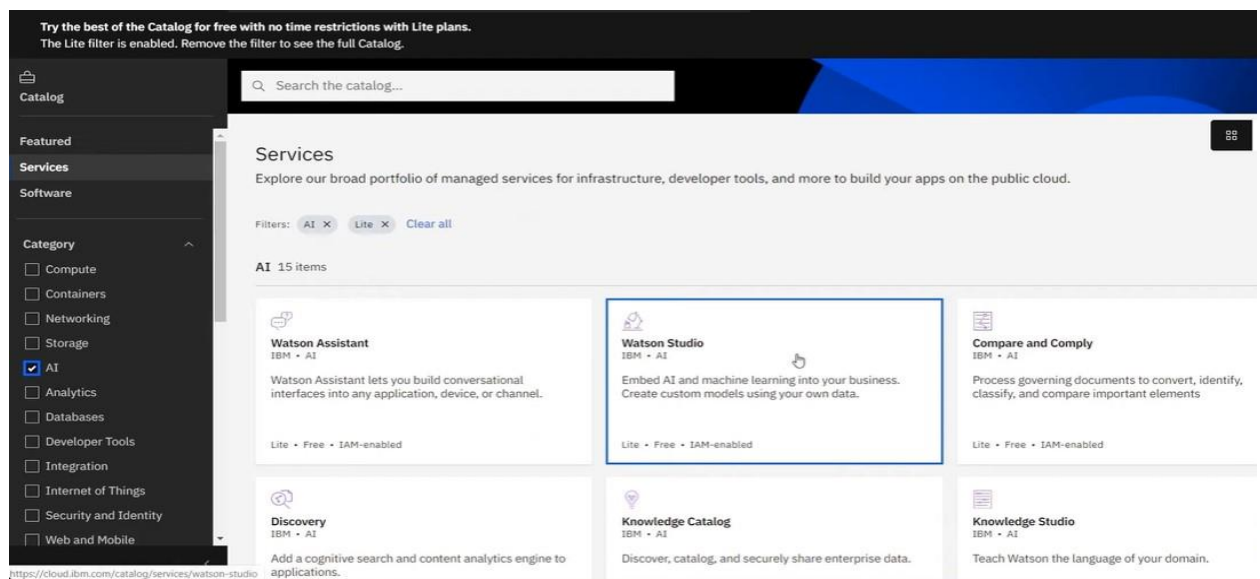 Try the best of the Catalog for free with no time restrictions with Lite plans.
The Lite filter is enabled. Remove the filter to see the full Catalog.
Catalog
Search the catalog...
Featured
Services
Software
Category
Compute
Containers
Networking
Storage
AI
Analytics
Databases
Developer Tools
Integration
Internet of Things
Security and Identity
Web and Mobile
Services
Explore our broad portfolio of managed services for infrastructure, developer tools, and more to build your apps on the public cloud.
Filters: AI × Lite × Clear all
AI 15 items
Watson Assistant
IBM • AI
Watson Assistant lets you build conversational
interfaces into any application, device, or channel.
Lite • Free • IAM-enabled
Watson Studio
IBM • AI
Embed AI and machine learning into your business.
Create custom models using your own data.
Lite • Free • IAM-enabled
Compare and Comply
IBM • AI
Process governing documents to convert, identify,
classify, and compare important elements
Lite • Free • IAM-enabled
Discovery
IBM • AI
Add a cognitive search and content analytics engine to
applications.
Knowledge Catalog
IBM • AI
Discover, catalog, and securely share enterprise data.
Knowledge Studio
IBM • AI
Teach Watson the language of your domain.
https://cloud.ibm.com/catalog/services/watson-studio